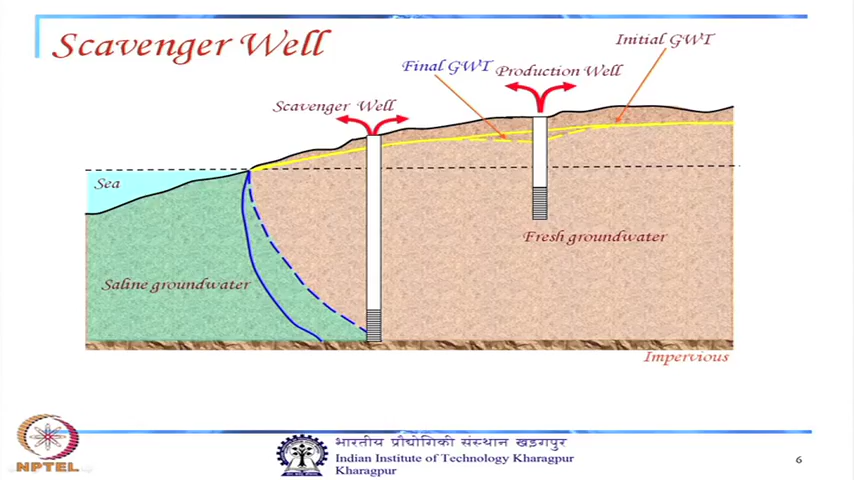 Scavenger Well
Initial GWT
Final GWT
Production Well
Scavenger Well
Sea
Fresh groundwater
Saline groundwater
Impervious
NPTEL
भारतीय प्रौद्योगिकी संस्थान खड़गपुर
Indian Institute of Technology Kharagpur
Kharagpur
6